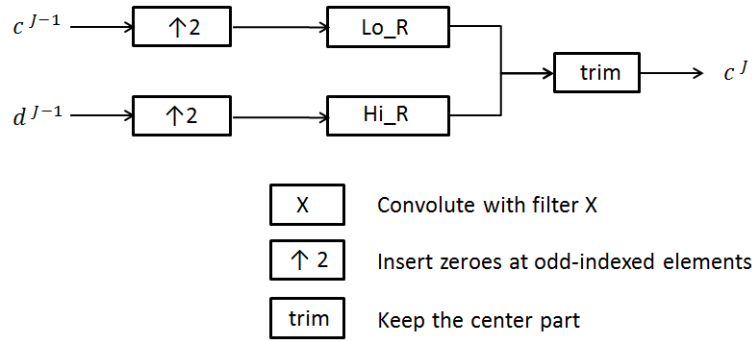 c^{J-1} ↑2 Lo_R
trim c^J
d^{J-1} ↑2 Hi_R
X Convolute with filter X
↑ 2 Insert zeroes at odd-indexed elements
trim Keep the center part